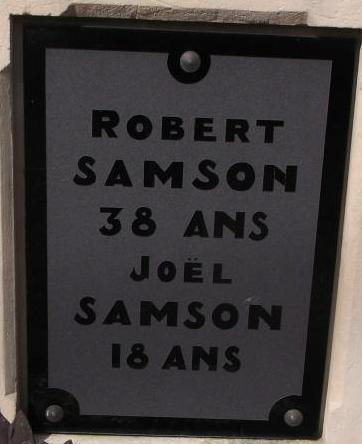 ROBERT
SAMSON
38 ANS
JOËL
SAMSON
18 ANS